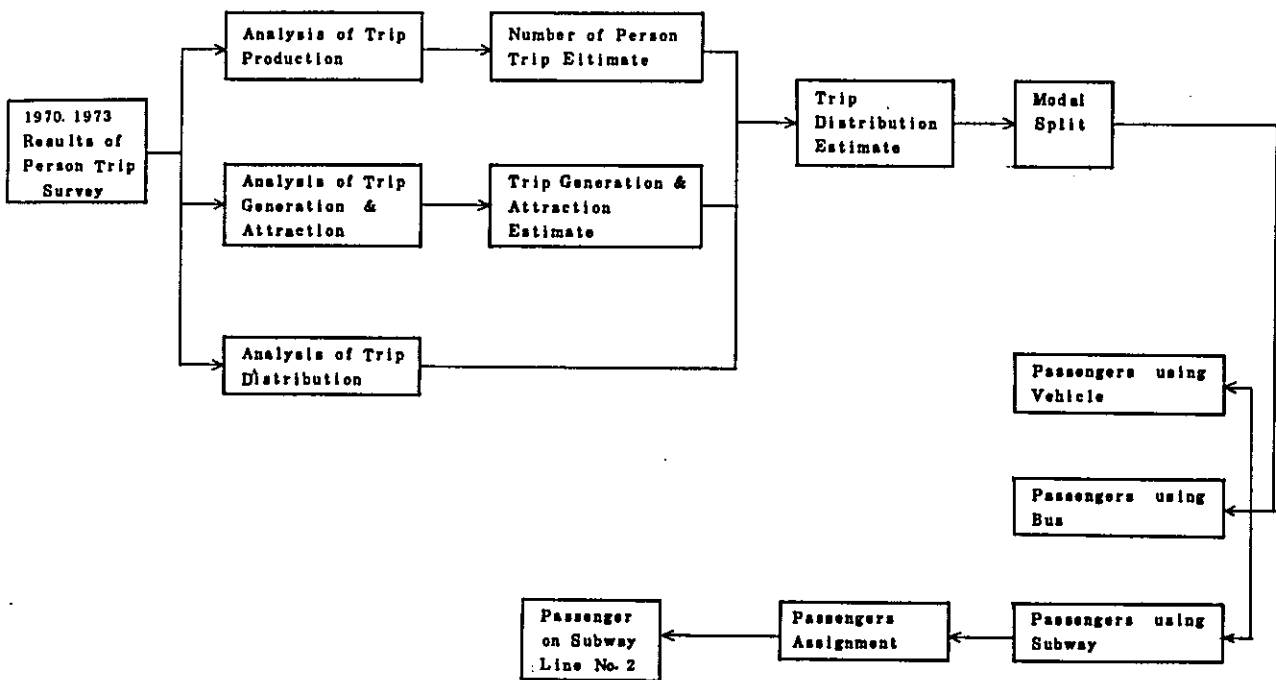 Analysis of Trip
Production
Number of Person
Trip Eltimate
1970. 1973
Results of
Person Trip
Survey
Trip
Distribution
Estimate
Modal
Split
Analysis of Trip
Generation &
Attraction
Trip Generation &
Attraction
Estimate
Analysis of Trip
Distribution
Passengers using
Vehicle
Passengers using
Bus
Passenger
on Subway
Line No. 2
Passengers
Assignment
Passengers using
Subway